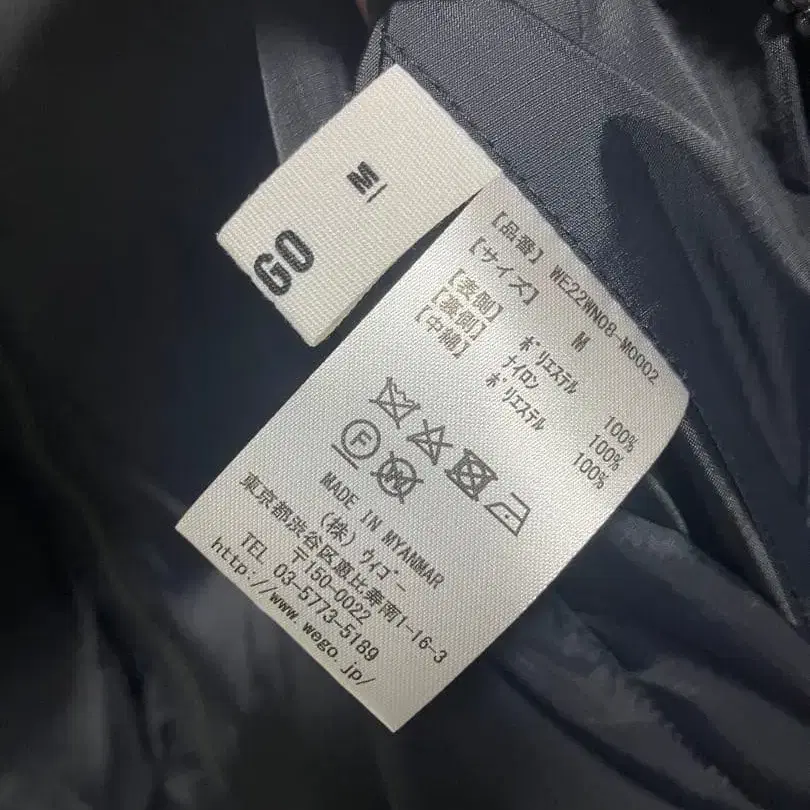 GO
M
【品番】 WE22WN08-MO002
【サイズ】 M
【表側】 ポリエステル 100%
【裏側】 ナイロン 100%
【中綿】 ポリエステル 100%
F
W
MADE IN MYANMAR
(株) ウィゴー
〒150-0022
東京都渋谷区恵比寿南1-16-3
TEL 03-5773-5189
http://www.wego.jp/